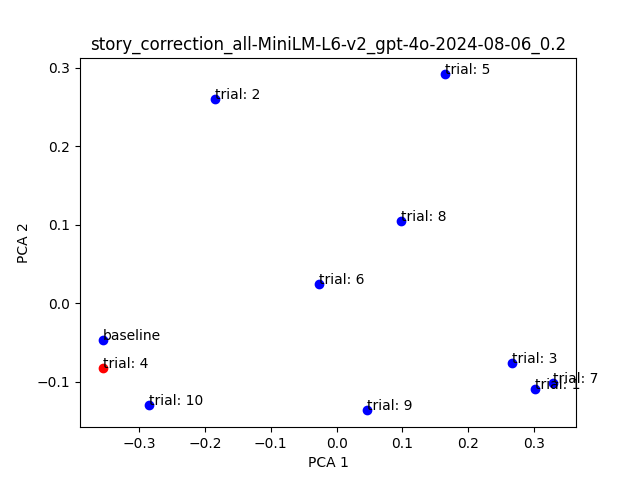 story_correction_all-MiniLM-L6-v2_gpt-4o-2024-08-06_0.2
0.3
trial: 5
trial: 2
0.2
trial: 8
0.1
PCA 2
trial: 6
0.0
baseline
trial: 4
trial: 3
trial: 7
trial: 1
−0.1
trial: 10
trial: 9
−0.3
−0.2
−0.1
0.0
0.1
0.2
0.3
PCA 1